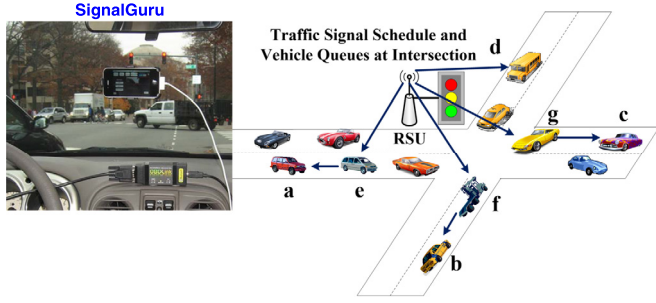 SignalGuru
Traffic Signal Schedule and
Vehicle Queues at Intersection
d
RSU
g
c
a
e
f
b